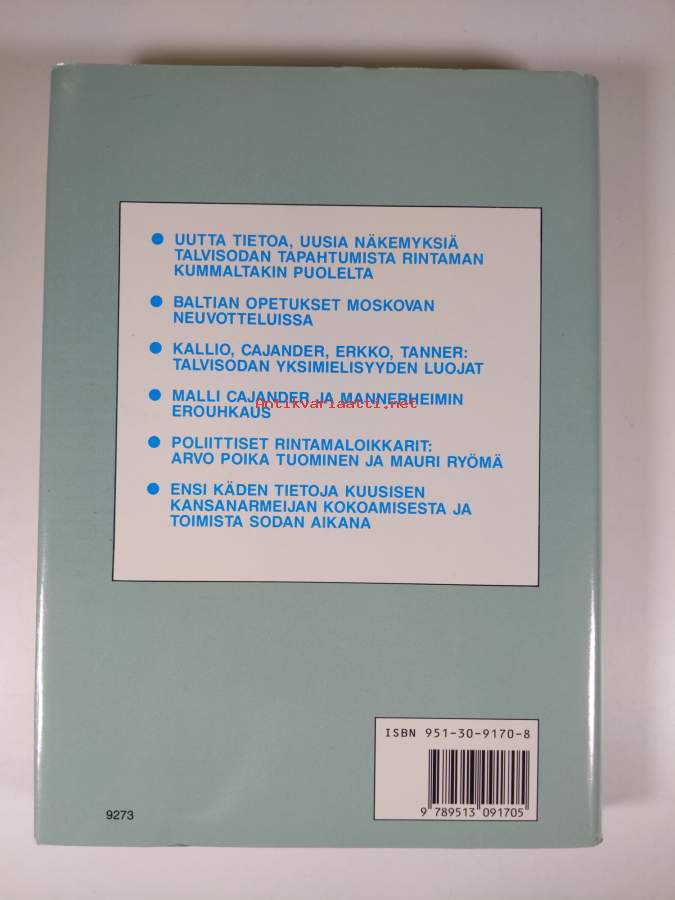 ● UUTTA TIETOA, UUSIA NÄKEMYKSIÄ
TALVISODAN TAPAHTUMISTA RINTAMAN
KUMMALTAKIN PUOLELTA
● BALTIAN OPETUKSET MOSKOVAN
NEUVOTTELUISSA
● KALLIO, CAJANDER, ERKKO, TANNER:
TALVISODAN YKSIMIELISYYDEN LUOJAT
● MALLI CAJANDER JA MANNERHEIMIN
Antikvariaatti.net
EROUHKAUS
● POLIITTISET RINTAMALOIKKARIT:
ARVO POIKA TUOMINEN JA MAURI RYÖMÄ
● ENSI KÄDEN TIETOJA KUUSISEN
KANSANARMEIJAN KOKOAMISESTA JA
TOIMISTA SODAN AIKANA
ISBN 951-30-9170-8
9 789513 091705
9273